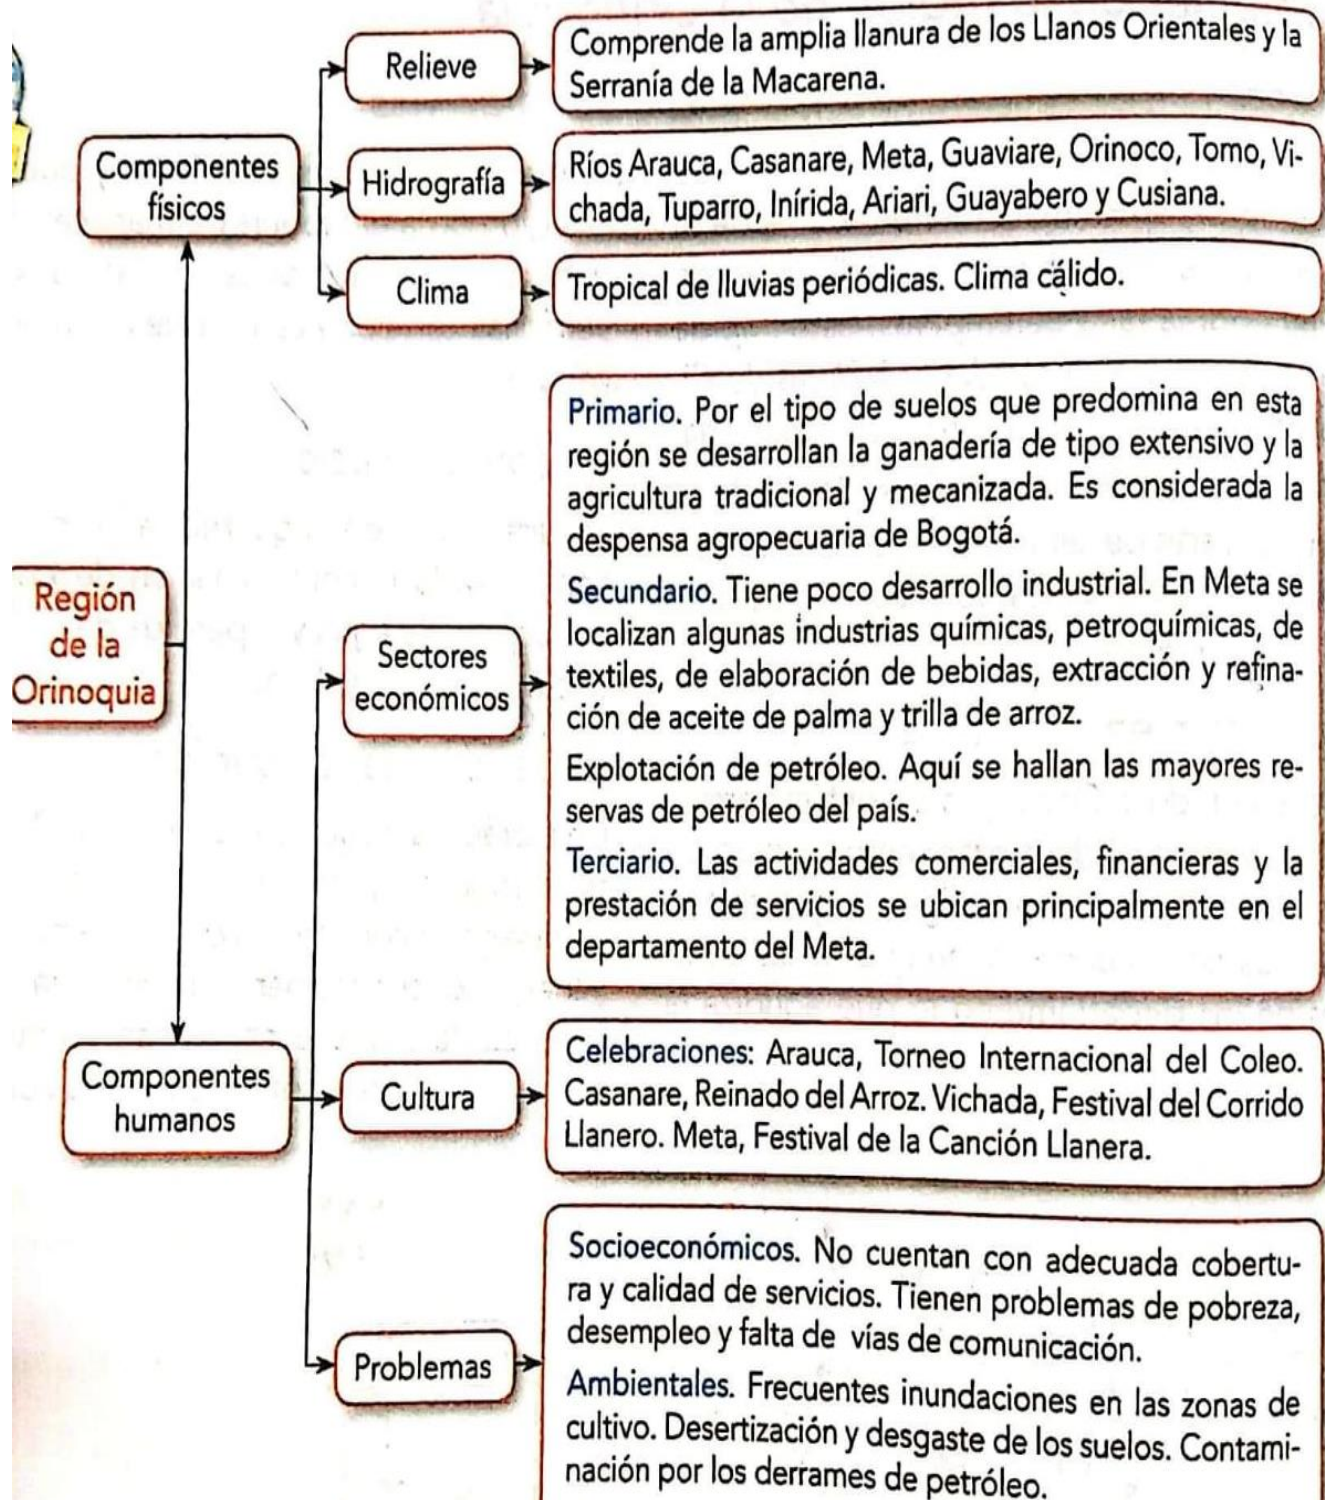 Relieve
Comprende la amplia llanura de los Llanos Orientales y la
Serranía de la Macarena.
Componentes
físicos
Hidrografía
Ríos Arauca, Casanare, Meta, Guaviare, Orinoco, Tomo, Vi-
chada, Tuparro, Inírida, Ariari, Guayabero y Cusiana.
Clima
Tropical de lluvias periódicas. Clima cálido.
Región
de la
Orinoquia
Sectores
económicos
Primario. Por el tipo de suelos que predomina en esta
región se desarrollan la ganadería de tipo extensivo y la
agricultura tradicional y mecanizada. Es considerada la
despensa agropecuaria de Bogotá.
Secundario. Tiene poco desarrollo industrial. En Meta se
localizan algunas industrias químicas, petroquímicas, de
textiles, de elaboración de bebidas, extracción y refina-
ción de aceite de palma y trilla de arroz.
Explotación de petróleo. Aquí se hallan las mayores re-
servas de petróleo del país.
Terciario. Las actividades comerciales, financieras y la
prestación de servicios se ubican principalmente en el
departamento del Meta.
Componentes
humanos
Cultura
Celebraciones: Arauca, Torneo Internacional del Coleo.
Casanare, Reinado del Arroz. Vichada, Festival del Corrido
Llanero. Meta, Festival de la Canción Llanera.
Problemas
Socioeconómicos. No cuentan con adecuada cobertu-
ra y calidad de servicios. Tienen problemas de pobreza,
desempleo y falta de vías de comunicación.
Ambientales. Frecuentes inundaciones en las zonas de
cultivo. Desertización y desgaste de los suelos. Contami-
nación por los derrames de petróleo.